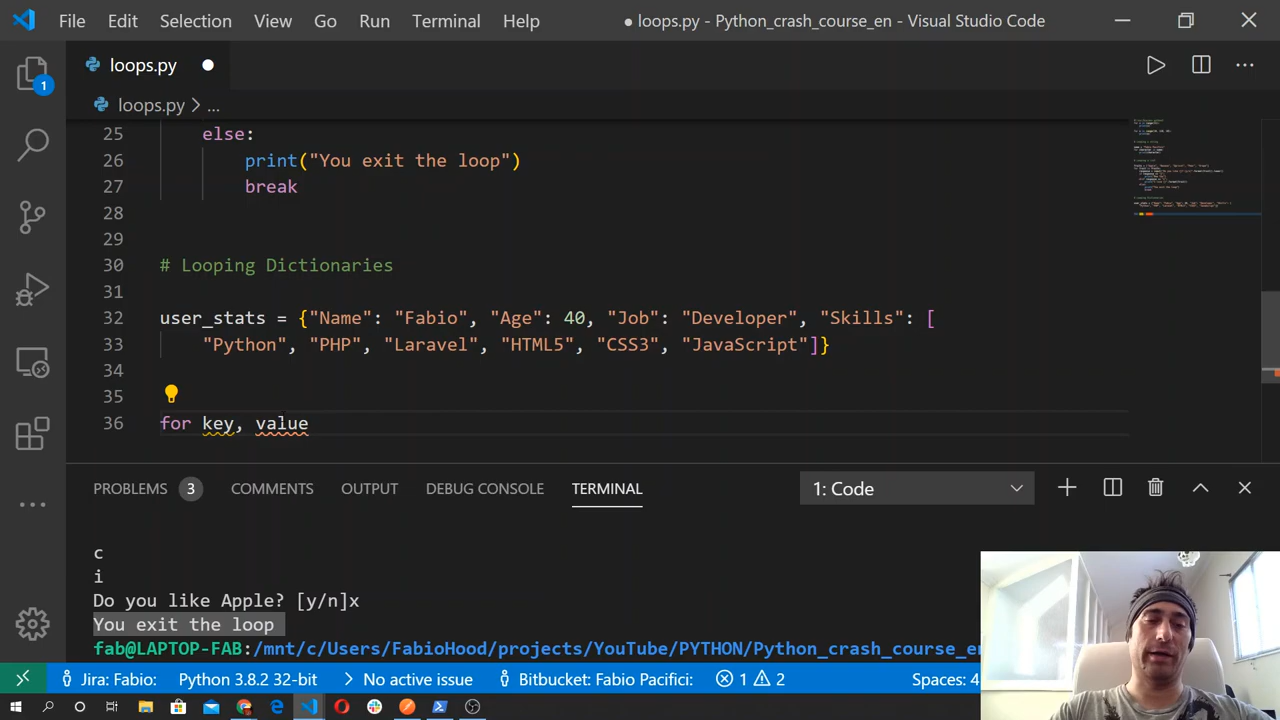 File Edit Selection View Go Run Terminal Help ● loops.py - Python_crash_course_en - Visual Studio Code
loops.py
loops.py > ...
25 else:
26 print("You exit the loop")
27 break
28
29
30 # Looping Dictionaries
31
32 user_stats = {"Name": "Fabio", "Age": 40, "Job": "Developer", "Skills": [
33 "Python", "PHP", "Laravel", "HTML5", "CSS3", "JavaScript"]}
34
35
36 for key, value
PROBLEMS 3 COMMENTS OUTPUT DEBUG CONSOLE TERMINAL 1: Code
c
i
Do you like Apple? [y/n]x
You exit the loop
fab@LAPTOP-FAB:/mnt/c/Users/FabioHood/projects/YouTube/PYTHON/Python_crash_course_en
Jira: Fabio: Python 3.8.2 32-bit No active issue Bitbucket: Fabio Pacifici: 1 2 Spaces: 4
1